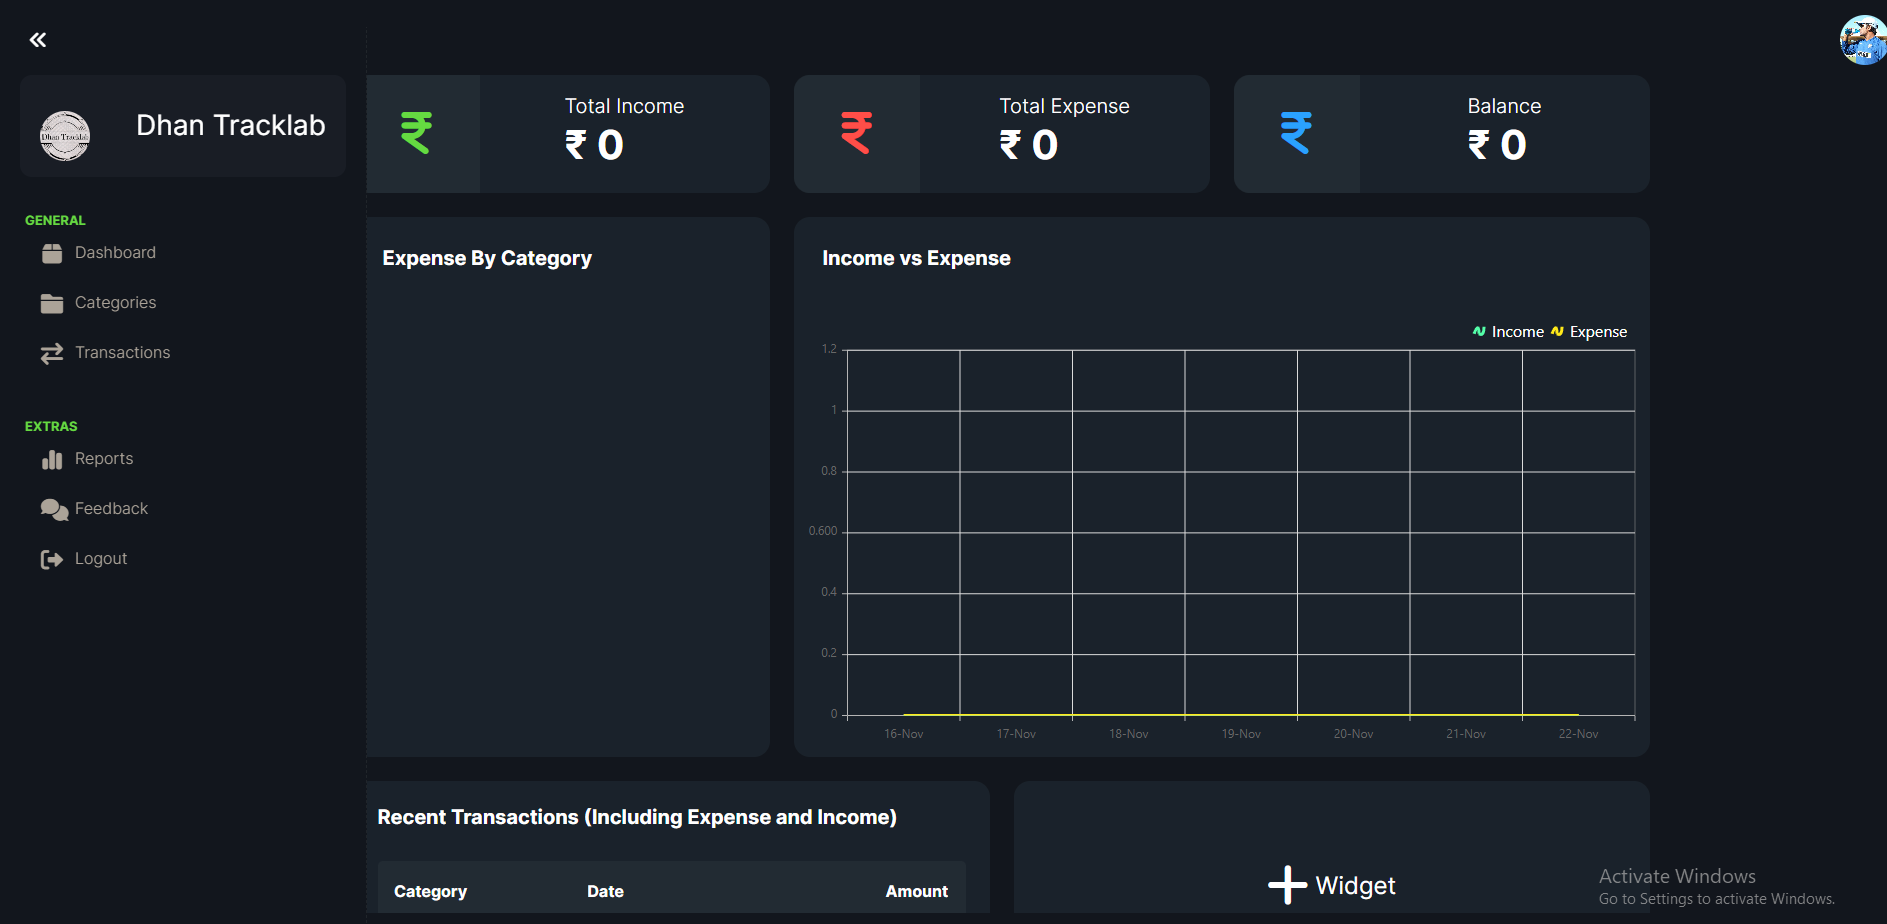 Dhan Tracklab
Dhan Tracklab
GENERAL
Dashboard
Categories
Transactions
EXTRAS
Reports
Feedback
Logout
Total Income
₹ 0
Total Expense
₹ 0
Balance
₹ 0
Expense By Category
Income vs Expense
Income Expense
1.2
1
0.8
0.600
0.4
0.2
0
16-Nov 17-Nov 18-Nov 19-Nov 20-Nov 21-Nov 22-Nov
Recent Transactions (Including Expense and Income)
Category Date Amount
Widget
Activate Windows
Go to Settings to activate Windows.